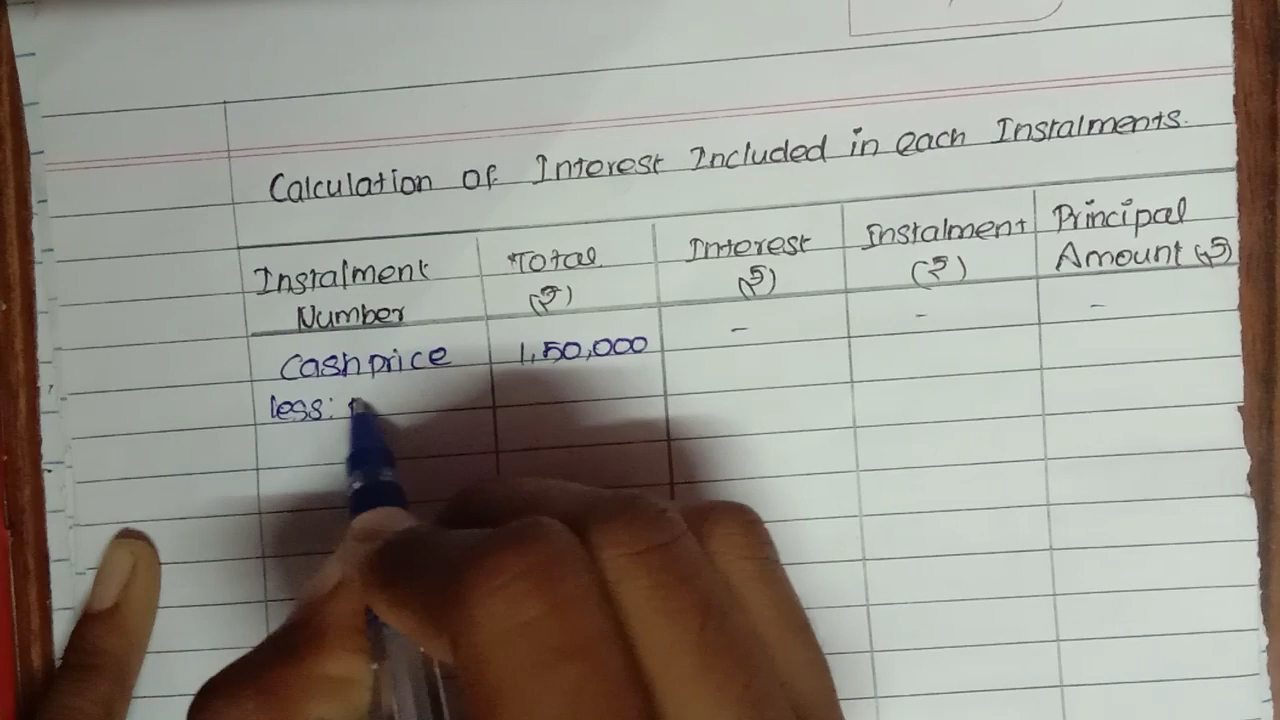 Calculation of Interest Included in each Instalments.
Instalment Number
Total (₹)
Interest (₹)
Instalment (₹)
Principal Amount (₹)
Cash price 1,50,000 - - -
less: